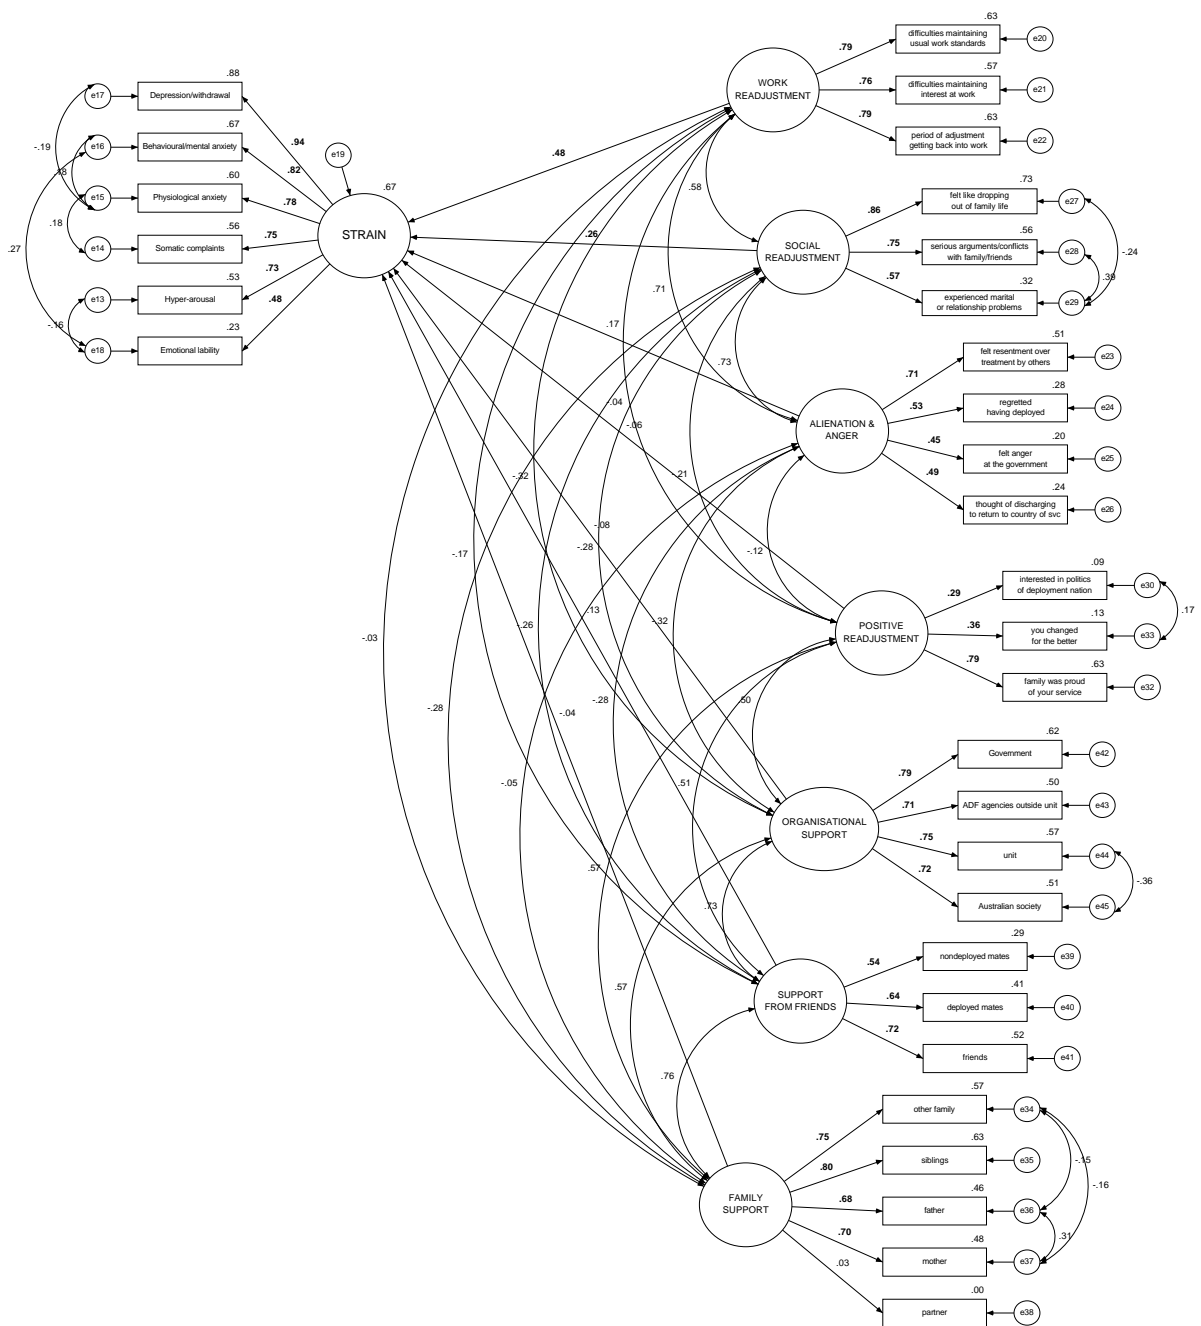 .63
difficulties maintaining
usual work standards
e20
.79
.57
difficulties maintaining
interest at work
e21
.76
WORK
READJUSTMENT
.63
period of adjustment
getting back into work
e22
.79
.88
Depression/withdrawal
e17
.94
.67
Behavioural/mental anxiety
e16
.82
.60
Physiological anxiety
e15
.78
.56
Somatic complaints
e14
.75
.53
Hyper-arousal
e13
.73
.23
Emotional lability
e18
.48
-.19
.18
.18
.27
-.16
e19
.67
STRAIN
.48
.58
.26
.73
felt like dropping
out of family life
e27
.86
.56
serious arguments/conflicts
with family/friends
e28
.75
.32
experienced marital
or relationship problems
e29
.57
-.24
.39
SOCIAL
READJUSTMENT
.71
.17
.73
.51
felt resentment over
treatment by others
e23
.71
.28
regretted
having deployed
e24
.53
.20
felt anger
at the government
e25
.45
.24
thought of discharging
to return to country of svc
e26
.49
ALIENATION &
ANGER
-.04
-.06
-.32
.21
-.08
-.28
-.17
-.12
.09
interested in politics
of deployment nation
e30
.29
.13
you changed
for the better
e33
.36
.63
family was proud
of your service
e32
.79
.17
POSITIVE
READJUSTMENT
.13
-.26
-.32
-.03
-.28
-.04
-.28
.50
.62
Government
e42
.79
.50
ADF agencies outside unit
e43
.71
.57
unit
e44
.75
.51
Australian society
e45
.72
-.36
ORGANISATIONAL
SUPPORT
-.05
.51
.57
.73
.29
nondeployed mates
e39
.54
.41
deployed mates
e40
.64
.52
friends
e41
.72
SUPPORT
FROM FRIENDS
.57
.76
.57
other family
e34
.75
.63
siblings
e35
.80
.46
father
e36
.68
.48
mother
e37
.70
.00
partner
e38
.03
-.15
-.16
.31
FAMILY
SUPPORT